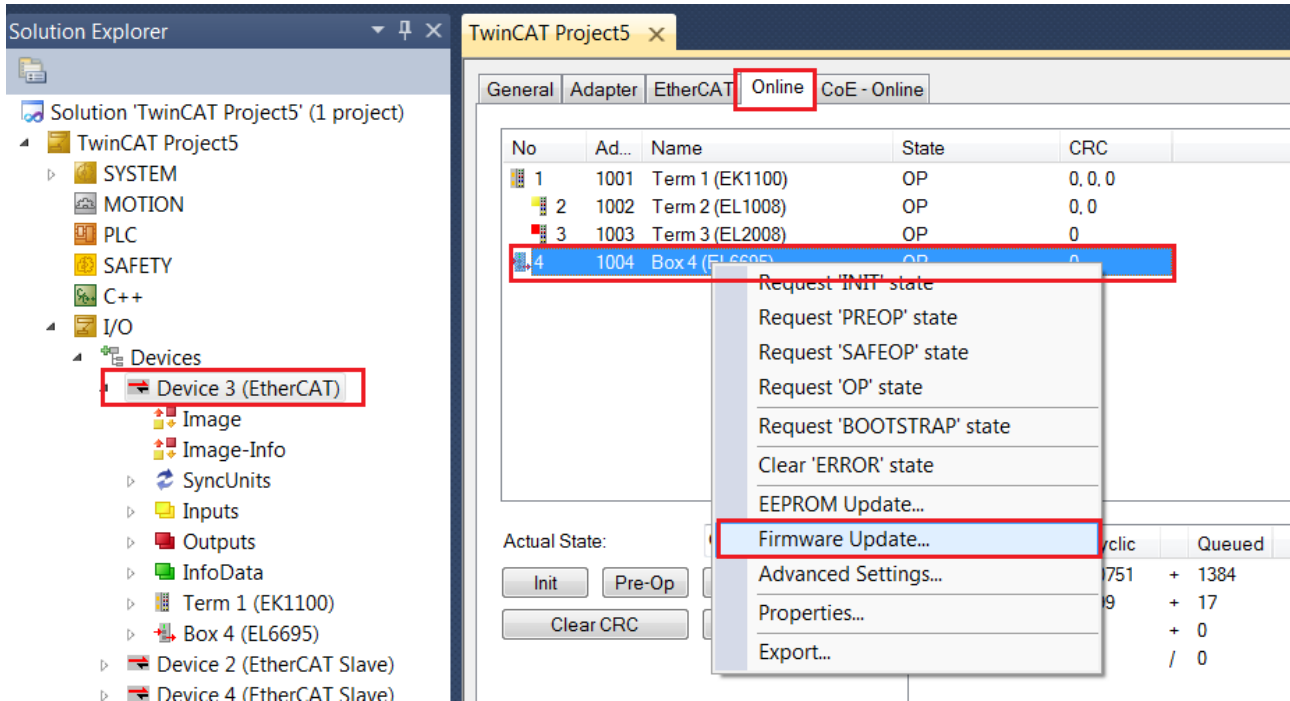 Solution Explorer
Solution 'TwinCAT Project5' (1 project)
TwinCAT Project5
SYSTEM
MOTION
PLC
SAFETY
C++
I/O
Devices
Device 3 (EtherCAT)
Image
Image-Info
SyncUnits
Inputs
Outputs
InfoData
Term 1 (EK1100)
Box 4 (EL6695)
Device 2 (EtherCAT Slave)
Device 4 (EtherCAT Slave)
TwinCAT Project5
General Adapter EtherCAT Online CoE - Online
No Ad... Name State CRC
1 1001 Term 1 (EK1100) OP 0, 0, 0
2 1002 Term 2 (EL1008) OP 0, 0
3 1003 Term 3 (EL2008) OP 0
4 1004 Box 4 (EL6695) OP 0
Request 'INIT' state
Request 'PREOP' state
Request 'SAFEOP' state
Request 'OP' state
Request 'BOOTSTRAP' state
Clear 'ERROR' state
EEPROM Update...
Firmware Update...
Advanced Settings...
Properties...
Export...
Actual State:
Init Pre-Op
Clear CRC
Queued
+ 1384
+ 17
+ 0
/ 0